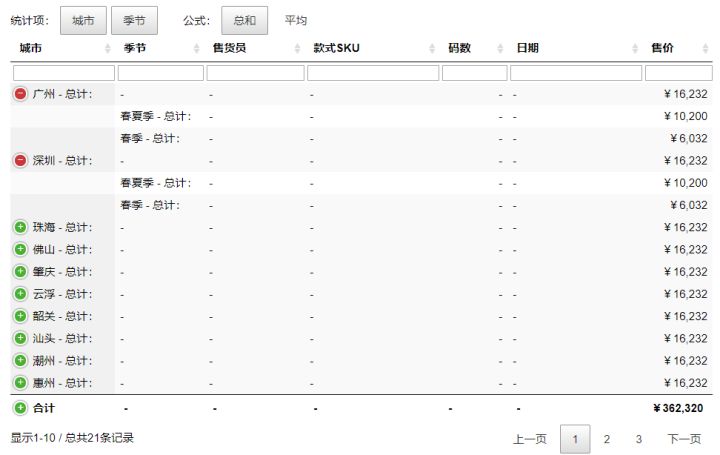 统计项： 城市 季节 公式： 总和 平均
城市 季节 售货员 款式SKU 码数 日期 售价
广州 - 总计： - - - - - ￥16,232
春夏季 - 总计： - - - - ￥10,200
春季 - 总计： - - - - ￥6,032
深圳 - 总计： - - - - - ￥16,232
春夏季 - 总计： - - - - ￥10,200
春季 - 总计： - - - - ￥6,032
珠海 - 总计： - - - - - ￥16,232
佛山 - 总计： - - - - - ￥16,232
肇庆 - 总计： - - - - - ￥16,232
云浮 - 总计： - - - - - ￥16,232
韶关 - 总计： - - - - - ￥16,232
汕头 - 总计： - - - - - ￥16,232
潮州 - 总计： - - - - - ￥16,232
惠州 - 总计： - - - - - ￥16,232
合计 - - - - - ￥362,320
显示1-10 / 总共21条记录 上一页 1 2 3 下一页